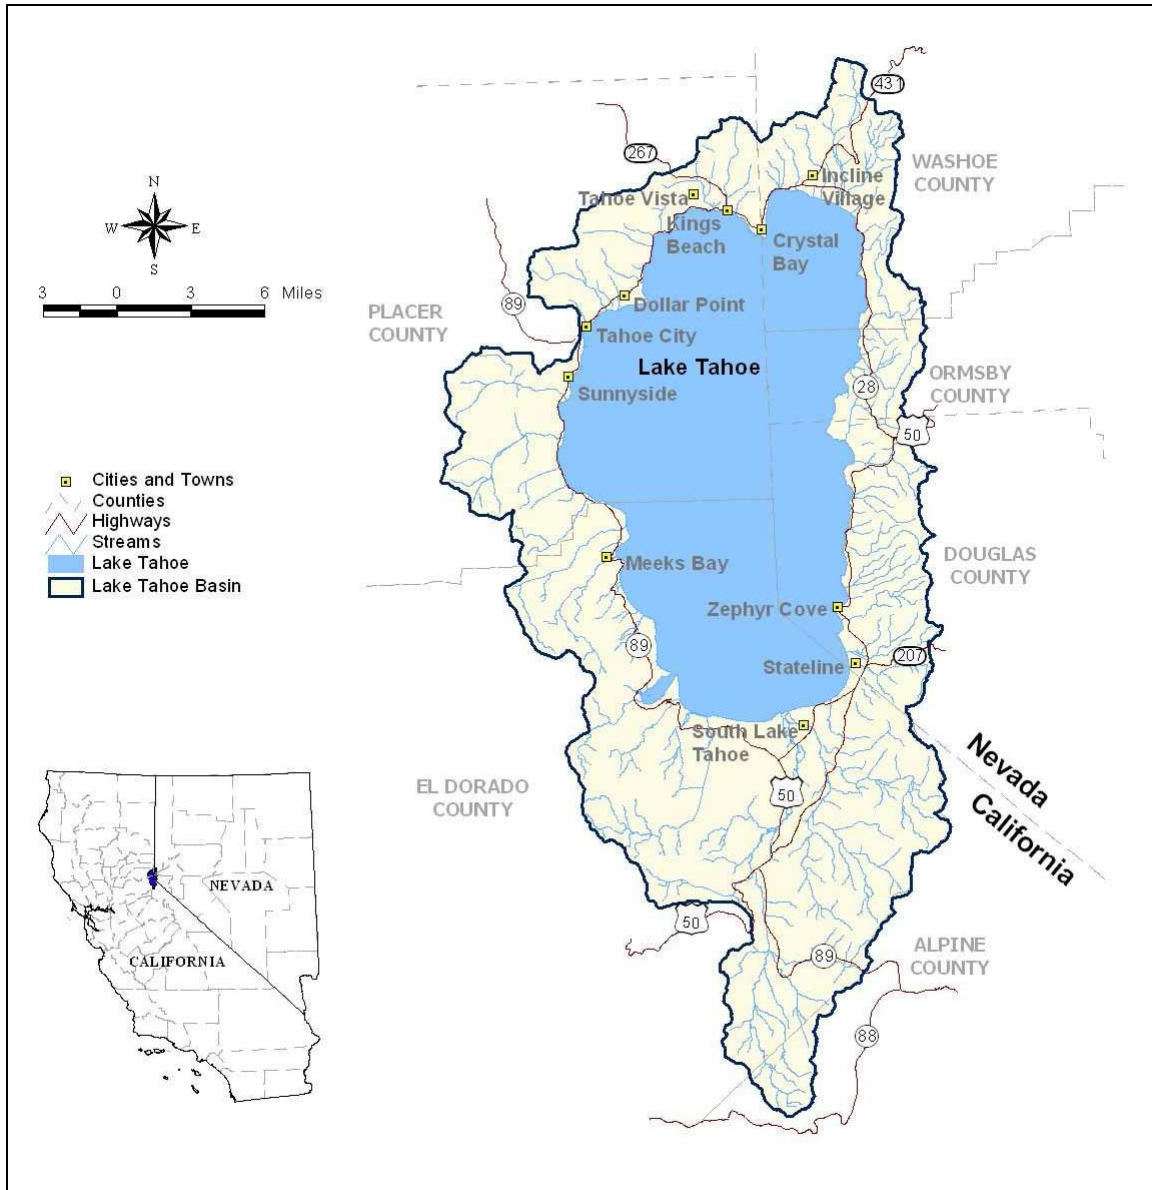 431
267
WASHOE
COUNTY
Incline
Village
Tahoe Vista
Kings
Beach
Crystal
Bay
N
W
E
S
3 0 3 6 Miles
89
Dollar Point
PLACER
COUNTY
Tahoe City
Lake Tahoe
Sunnyside
28
ORMSBY
COUNTY
50
Cities and Towns
Counties
Highways
Streams
Lake Tahoe
Lake Tahoe Basin
Meeks Bay
DOUGLAS
COUNTY
Zephyr Cove
89
Stateline
207
South Lake
Tahoe
50
Nevada
California
EL DORADO
COUNTY
NEVADA
CALIFORNIA
50
89
ALPINE
COUNTY
88